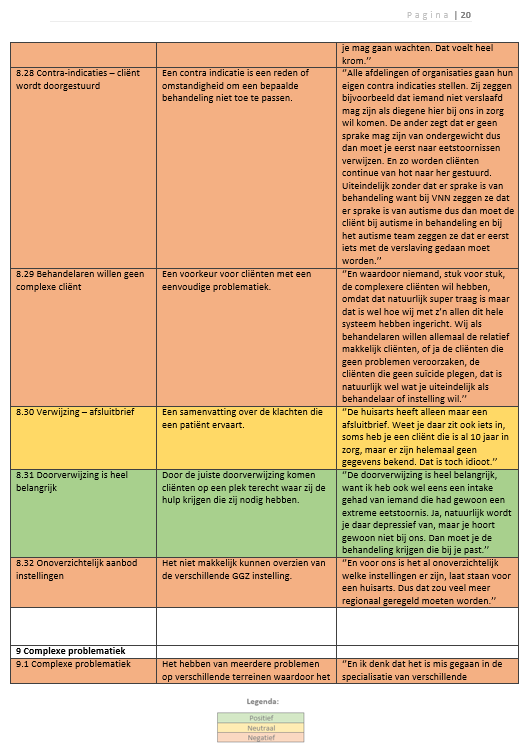 Pagina | 20
je mag gaan wachten. Dat voelt heel
krom.''
8.28 Contra-indicaties – cliënt
wordt doorgestuurd
Een contra indicatie is een reden of
omstandigheid om een bepaalde
behandeling niet toe te passen.
''Alle afdelingen of organisaties gaan hun
eigen contra indicaties stellen. Zij zeggen
bijvoorbeeld dat iemand niet verslaafd
mag zijn als diegene hier bij ons in zorg
wil komen. De ander zegt dat er geen
sprake mag zijn van ondergewicht dus
dan moet je eerst naar eetstoornissen
verwijzen. En zo worden cliënten
continue van hot naar her gestuurd.
Uiteindelijk zonder dat er sprake is van
behandeling want bij VNN zeggen ze dat
er sprake is van autisme dus dan moet de
cliënt bij autisme in behandeling en bij
het autisme team zeggen ze dat er eerst
iets met de verslaving gedaan moet
worden.''
8.29 Behandelaren willen geen
complexe cliënt
Een voorkeur voor cliënten met een
eenvoudige problematiek.
''En waardoor niemand, stuk voor stuk,
de complexere cliënten wil hebben,
omdat dat natuurlijk super traag is maar
dat is wel hoe wij met z'n allen dit hele
systeem hebben ingericht. Wij als
behandelaren willen allemaal de relatief
makkelijk cliënten, of ja de cliënten die
geen problemen veroorzaken, de
cliënten die geen suïcide plegen, dat is
natuurlijk wel wat je uiteindelijk als
behandelaar of instelling wil.''
8.30 Verwijzing – afsluitbrief
Een samenvatting over de klachten die
een patiënt ervaart.
''De huisarts heeft alleen maar een
afsluitbrief. Weet je daar zit ook iets in,
soms heb je een cliënt die is al 10 jaar in
zorg, maar er zijn helemaal geen
gegevens bekend. Dat is toch idioot.''
8.31 Doorverwijzing is heel
belangrijk
Door de juiste doorverwijzing komen
cliënten op een plek terecht waar zij de
hulp krijgen die zij nodig hebben.
''De doorverwijzing is heel belangrijk,
want ik heb ook wel eens een intake
gehad van iemand die had gewoon een
extreme eetstoornis. Ja, natuurlijk wordt
je daar depressief van, maar je hoort
gewoon niet bij ons. Dan moet je de
behandeling krijgen die bij je past.''
8.32 Onoverzichtelijk aanbod
instellingen
Het niet makkelijk kunnen overzien van
de verschillende GGZ instelling.
''En voor ons is het al onoverzichtelijk
welke instellingen er zijn, laat staan voor
een huisarts. Dus dat zou veel meer
regionaal geregeld moeten worden.''
9 Complexe problematiek
9.1 Complexe problematiek
Het hebben van meerdere problemen
op verschillende terreinen waardoor het
''En ik denk dat het is mis gegaan in de
specialisatie van verschillende
Legenda:
Positief
Neutraal
Negatief